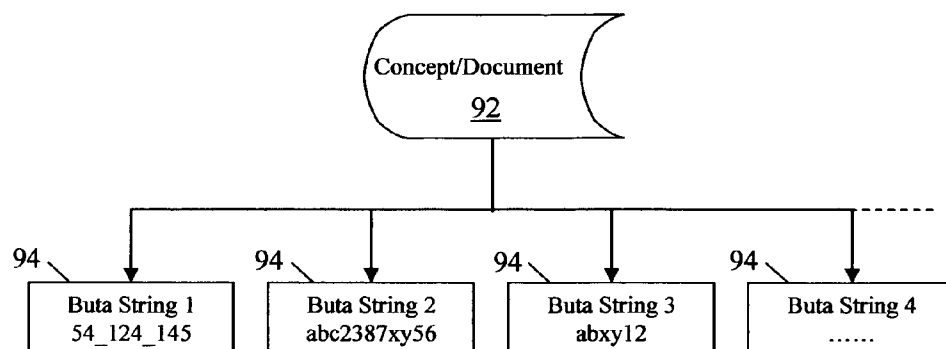 Concept/Document
92
94 94 94 94
Buta String 1 Buta String 2 Buta String 3 Buta String 4
54_124_145 abc2387xy56 abxy12 ......